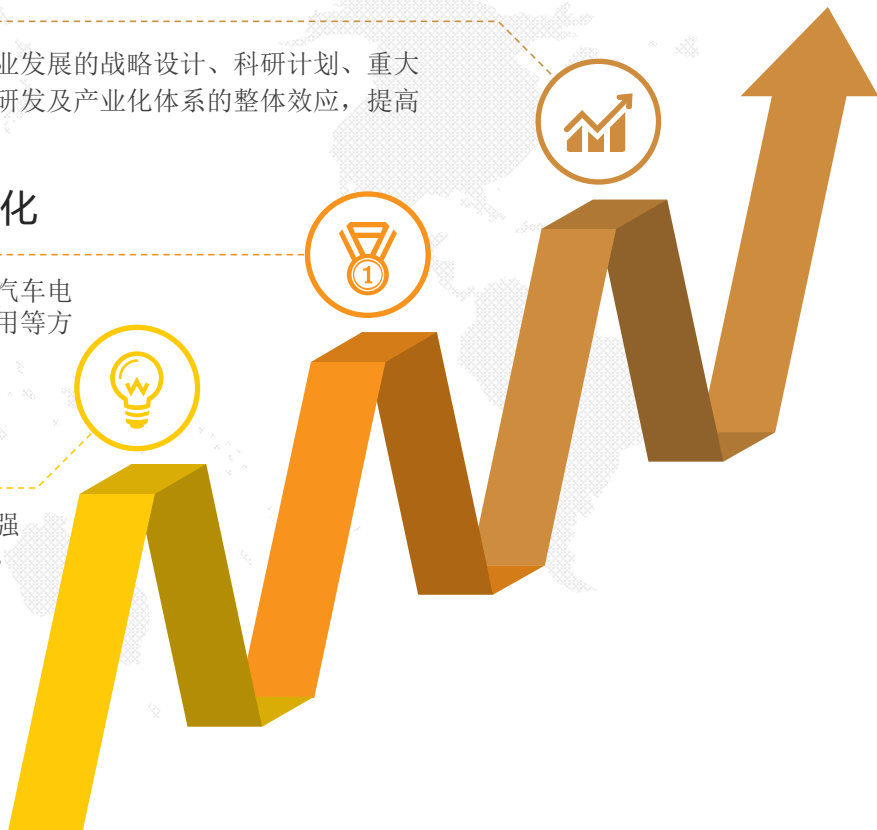 业发展的战略设计、科研计划、重大
研发及产业化体系的整体效应，提高
化
汽车电
用等方
强
1